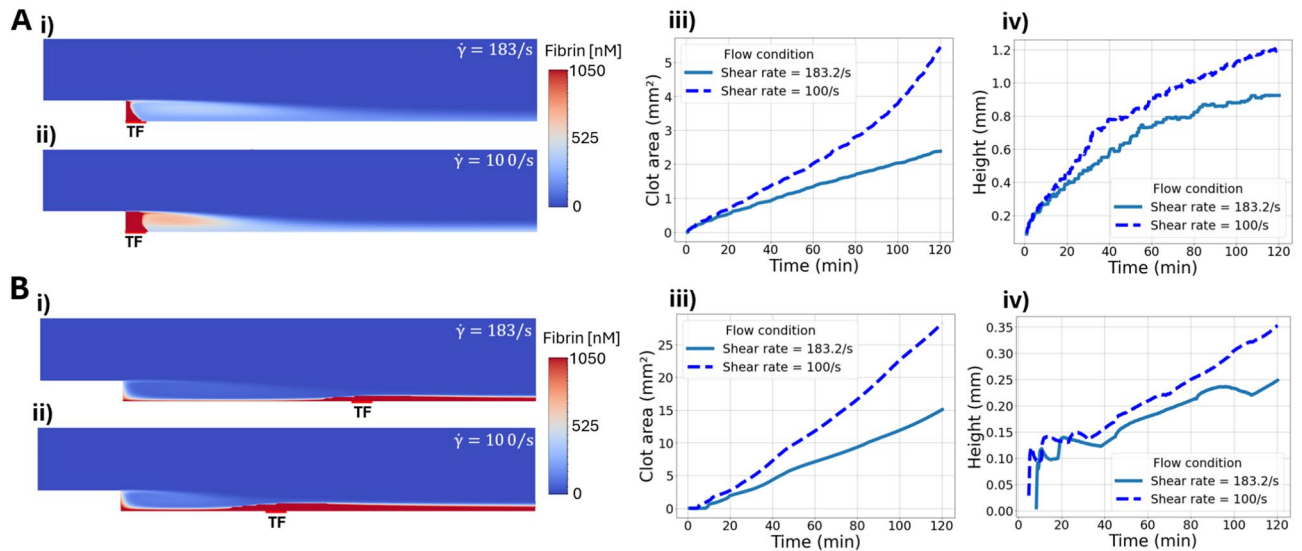 A
i)
γ̇ = 183/s
Fibrin [nM]
1050
525
0
TF
ii)
γ̇ = 10 0/s
TF
iii)
Clot area (mm²)
5
4
3
2
1
0
Flow condition
Shear rate = 183.2/s
Shear rate = 100/s
0 20 40 60 80 100 120
Time (min)
iv)
Height (mm)
1.2
1.0
0.8
0.6
0.4
0.2
Flow condition
Shear rate = 183.2/s
Shear rate = 100/s
0 20 40 60 80 100 120
Time (min)
B
i)
γ̇ = 183/s
Fibrin [nM]
1050
525
0
TF
ii)
γ̇ = 10 0/s
TF
iii)
Clot area (mm²)
25
20
15
10
5
0
Flow condition
Shear rate = 183.2/s
Shear rate = 100/s
0 20 40 60 80 100 120
Time (min)
iv)
Height (mm)
0.35
0.30
0.25
0.20
0.15
0.10
0.05
0.00
Flow condition
Shear rate = 183.2/s
Shear rate = 100/s
0 20 40 60 80 100 120
Time (min)